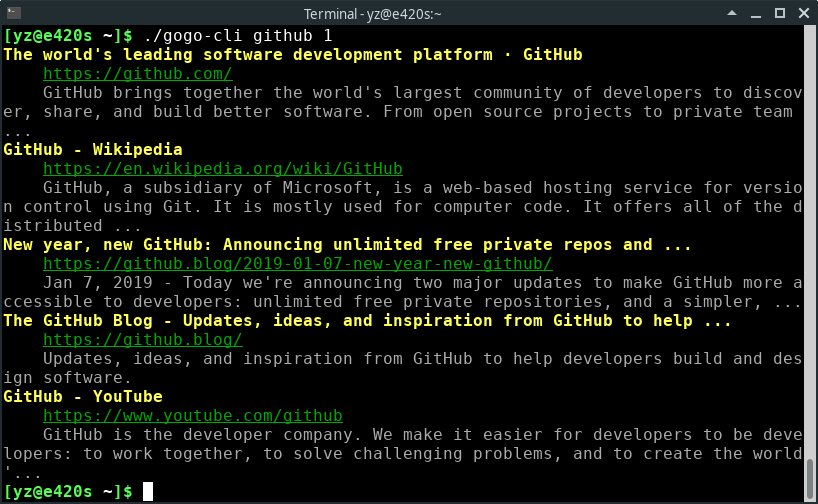 Terminal - yz@e420s:~
[yz@e420s ~]$ ./gogo-cli github 1
The world's leading software development platform · GitHub
https://github.com/
GitHub brings together the world's largest community of developers to discov
er, share, and build better software. From open source projects to private team
...
GitHub - Wikipedia
https://en.wikipedia.org/wiki/GitHub
GitHub, a subsidiary of Microsoft, is a web-based hosting service for versio
n control using Git. It is mostly used for computer code. It offers all of the d
istributed ...
New year, new GitHub: Announcing unlimited free private repos and ...
https://github.blog/2019-01-07-new-year-new-github/
Jan 7, 2019 - Today we're announcing two major updates to make GitHub more a
ccessible to developers: unlimited free private repositories, and a simpler, ...
The GitHub Blog - Updates, ideas, and inspiration from GitHub to help ...
https://github.blog/
Updates, ideas, and inspiration from GitHub to help developers build and des
ign software.
GitHub - YouTube
https://www.youtube.com/github
GitHub is the developer company. We make it easier for developers to be deve
lopers: to work together, to solve challenging problems, and to create the world
'...
[yz@e420s ~]$